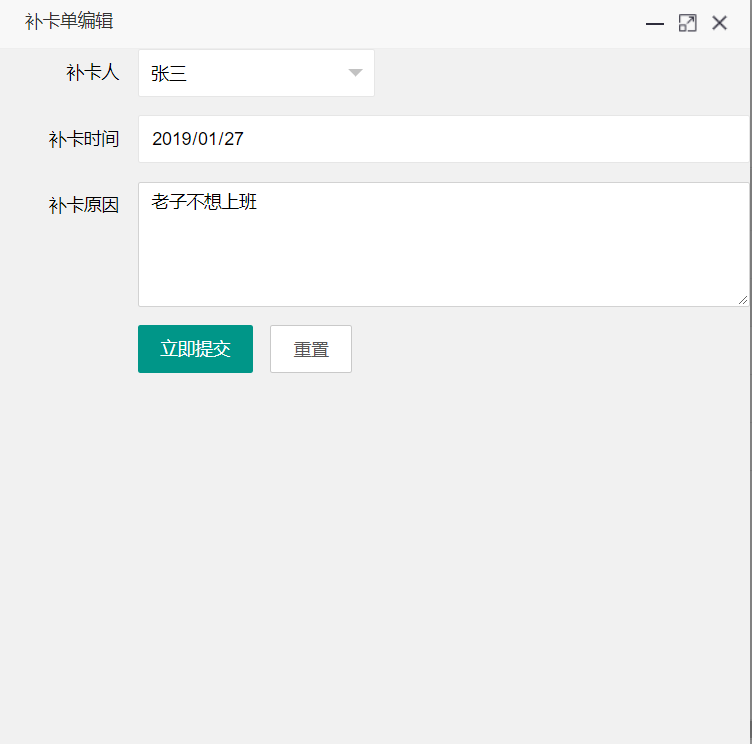 补卡单编辑
补卡人 张三
补卡时间 2019/01/27
补卡原因 老子不想上班
立即提交 重置